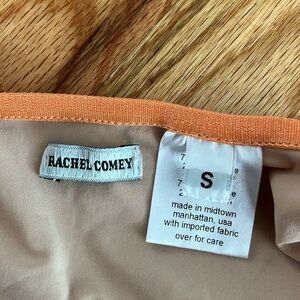 RACHEL COMEY
S
made in midtown
manhattan, usa
with imported fabric
over for care